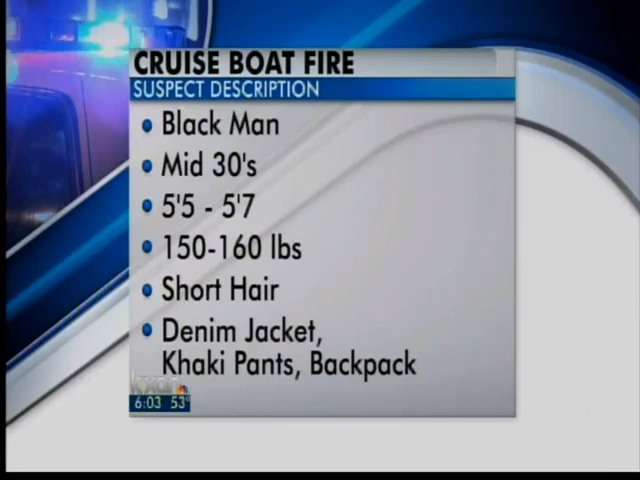 CRUISE BOAT FIRE
SUSPECT DESCRIPTION
• Black Man
• Mid 30's
• 5'5 - 5'7
• 150-160 lbs
• Short Hair
• Denim Jacket,
Khaki Pants, Backpack
kxan
6:03 53°